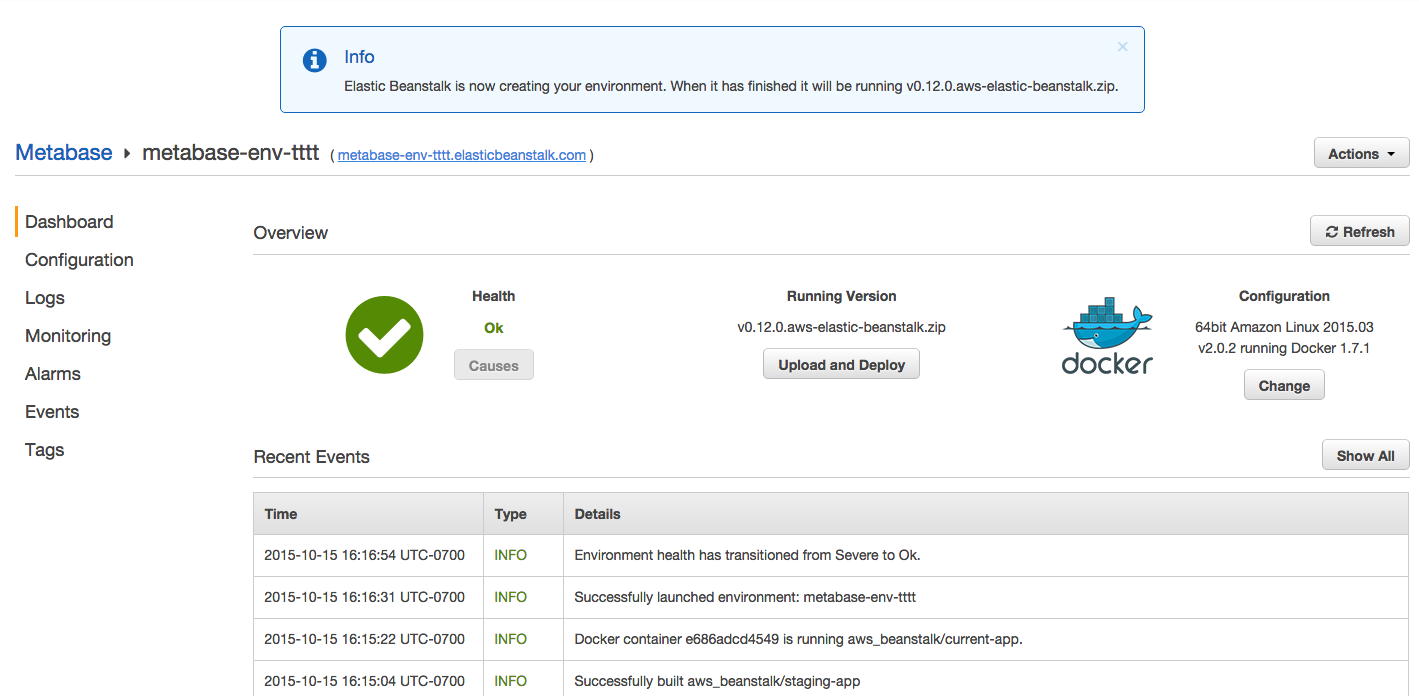 Info
Elastic Beanstalk is now creating your environment. When it has finished it will be running v0.12.0.aws-elastic-beanstalk.zip.
Metabase metabase-env-tttt ( metabase-env-tttt.elasticbeanstalk.com )
Actions
Dashboard
Configuration
Logs
Monitoring
Alarms
Events
Tags
Overview
Refresh
Health
Ok
Causes
Running Version
v0.12.0.aws-elastic-beanstalk.zip
Upload and Deploy
docker
Configuration
64bit Amazon Linux 2015.03
v2.0.2 running Docker 1.7.1
Change
Recent Events
Show All
Time Type Details
2015-10-15 16:16:54 UTC-0700 INFO Environment health has transitioned from Severe to Ok.
2015-10-15 16:16:31 UTC-0700 INFO Successfully launched environment: metabase-env-tttt
2015-10-15 16:15:22 UTC-0700 INFO Docker container e686adcd4549 is running aws_beanstalk/current-app.
2015-10-15 16:15:04 UTC-0700 INFO Successfully built aws_beanstalk/staging-app